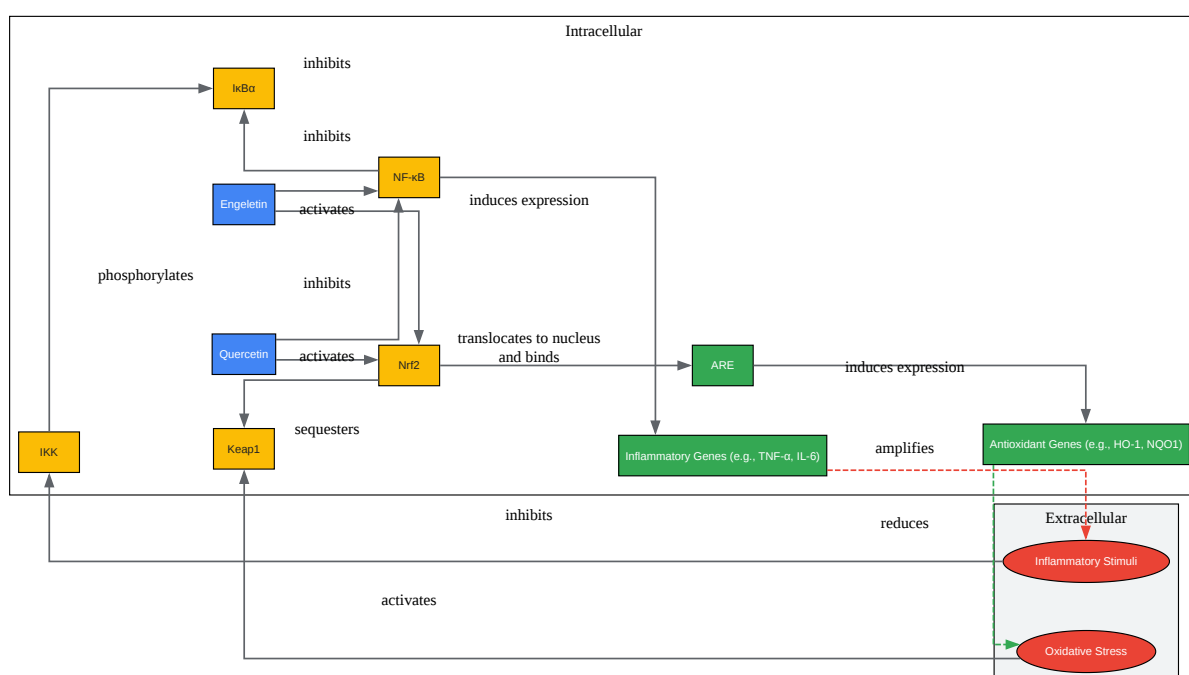 Intracellular
inhibits
IκBα
inhibits
NF-κB
Engeletin
activates
induces expression
phosphorylates
inhibits
translocates to nucleus
and binds
Quercetin
activates
Nrf2
ARE
induces expression
sequesters
IKK
Keap1
Inflammatory Genes (e.g., TNF-α, IL-6)
amplifies
Antioxidant Genes (e.g., HO-1, NQO1)
inhibits
reduces
Extracellular
Inflammatory Stimuli
activates
Oxidative Stress